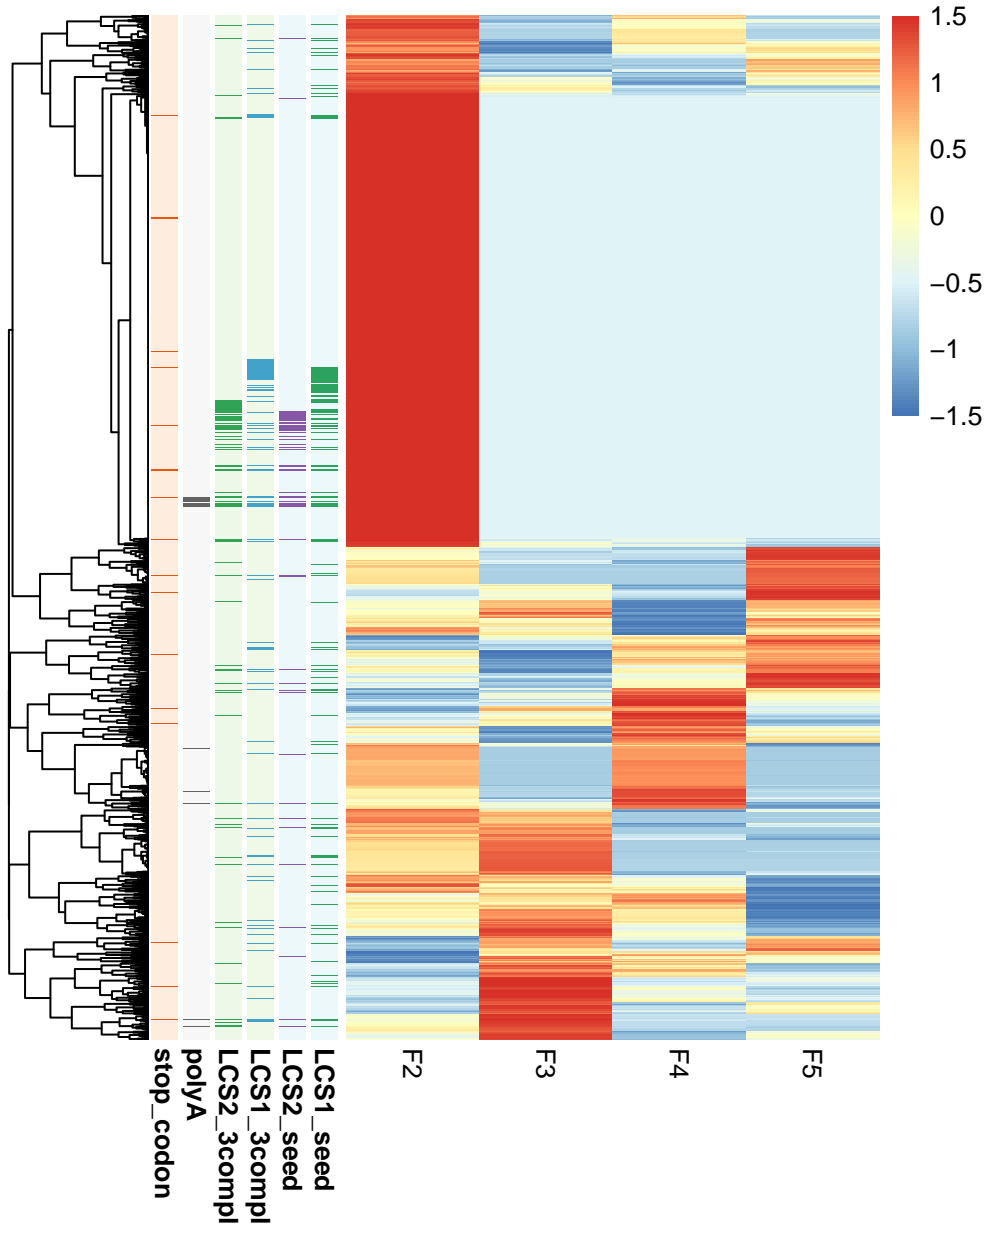 1.5
1
0.5
0
−0.5
−1
−1.5
F2
F3
F4
F5
stop_codon
polyA
LCS2_3compl
LCS1_3compl
LCS2_seed
LCS1_seed